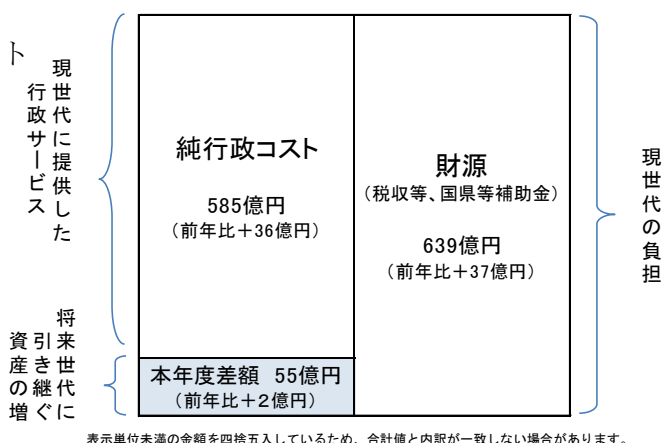 ト
現世代に提供した
行政サービス
純行政コスト
585億円
(前年比+36億円)
財源
(税収等、国県等補助金)
639億円
(前年比+37億円)
現世代の負担
将来世代に
引き継ぐ
資産の増
本年度差額 55億円
(前年比+2億円)
表示単位未満の金額を四捨五入しているため、合計値と内訳が一致しない場合があります。